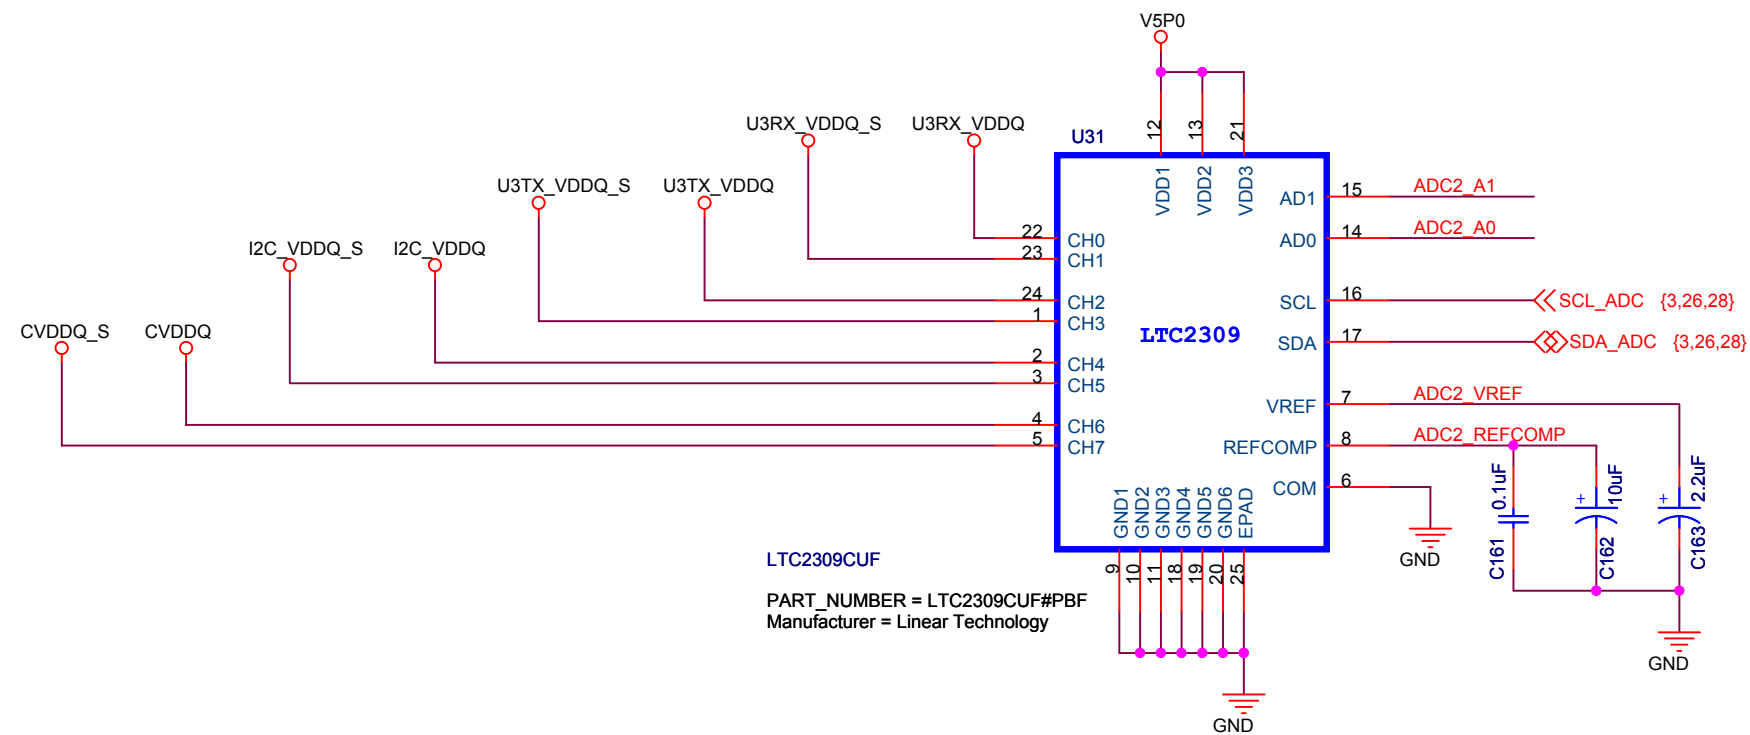 V5P0
U3RX_VDDQ_S
U3RX_VDDQ
U31
12
13
21
VDD1
VDD2
VDD3
U3TX_VDDQ_S
U3TX_VDDQ
I2C_VDDQ_S
I2C_VDDQ
CVDDQ_S
CVDDQ
22 CH0
23 CH1
24 CH2
1 CH3
2 CH4
3 CH5
4 CH6
5 CH7
LTC2309
AD1 15 ADC2_A1
AD0 14 ADC2_A0
SCL 16 SCL_ADC {3,26,28}
SDA 17 SDA_ADC {3,26,28}
VREF 7 ADC2_VREF
REFCOMP 8 ADC2_REFCOMP
COM 6
GND
GND1
GND2
GND3
GND4
GND5
GND6
EPAD
9
10
11
18
19
20
25
GND
0.1uF
C161
+
10uF
C162
+
2.2uF
C163
GND
LTC2309CUF
PART_NUMBER = LTC2309CUF#PBF
Manufacturer = Linear Technology